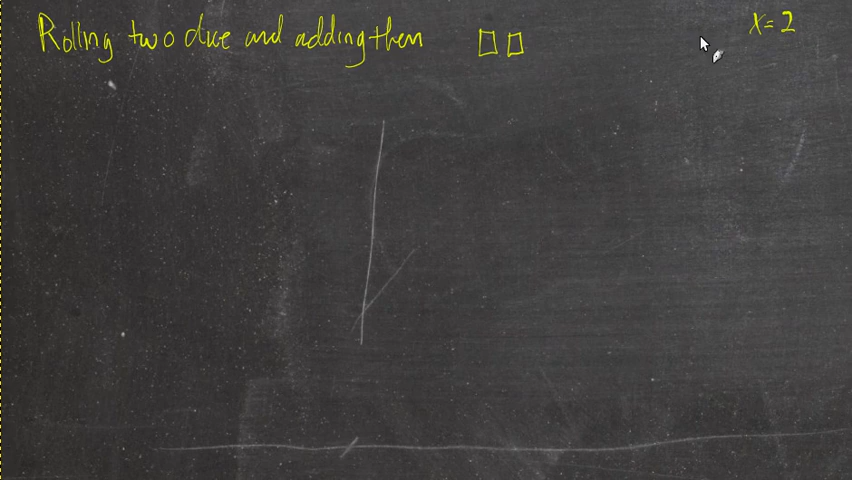 Rolling two dice and adding them
x = 2